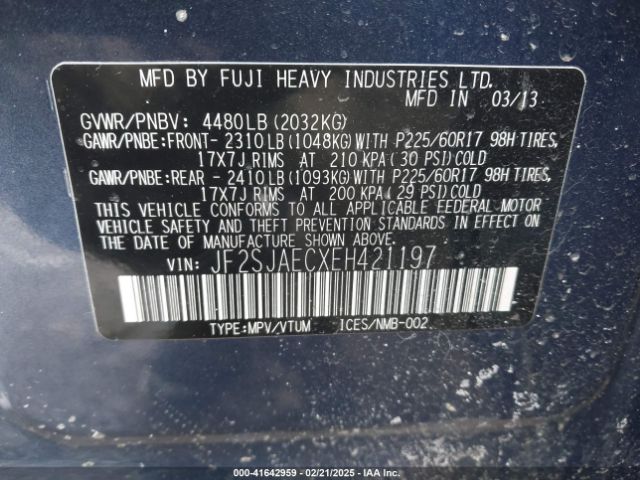 MFD BY FUJI HEAVY INDUSTRIES LTD.
MFD IN 03/13
GVWR/PNBV: 4480LB(2032KG)
GAWR/PNBE:FRONT- 2310LB(1048KG)WITH P225/60R17 98H TIRES,
17X7J RIMS AT 210 KPA(30 PSI)COLD
GAWR/PNBE:REAR - 2410LB(1093KG)WITH P225/60R17 98H TIRES,
17X7J RIMS AT 200 KPA(29 PSI)COLD
THIS VEHICLE CONFORMS TO ALL APPLICABLE FEDERAL MOTOR
VEHICLE SAFETY AND THEFT PREVENTION STANDARDS IN EFFECT ON
THE DATE OF MANUFACTURE SHOWN ABOVE.
VIN: JF2SJAECXEH421197
TYPE:MPV/VTUM ICES/NMB-002
000-41642959 - 02/21/2025 - IAA Inc.